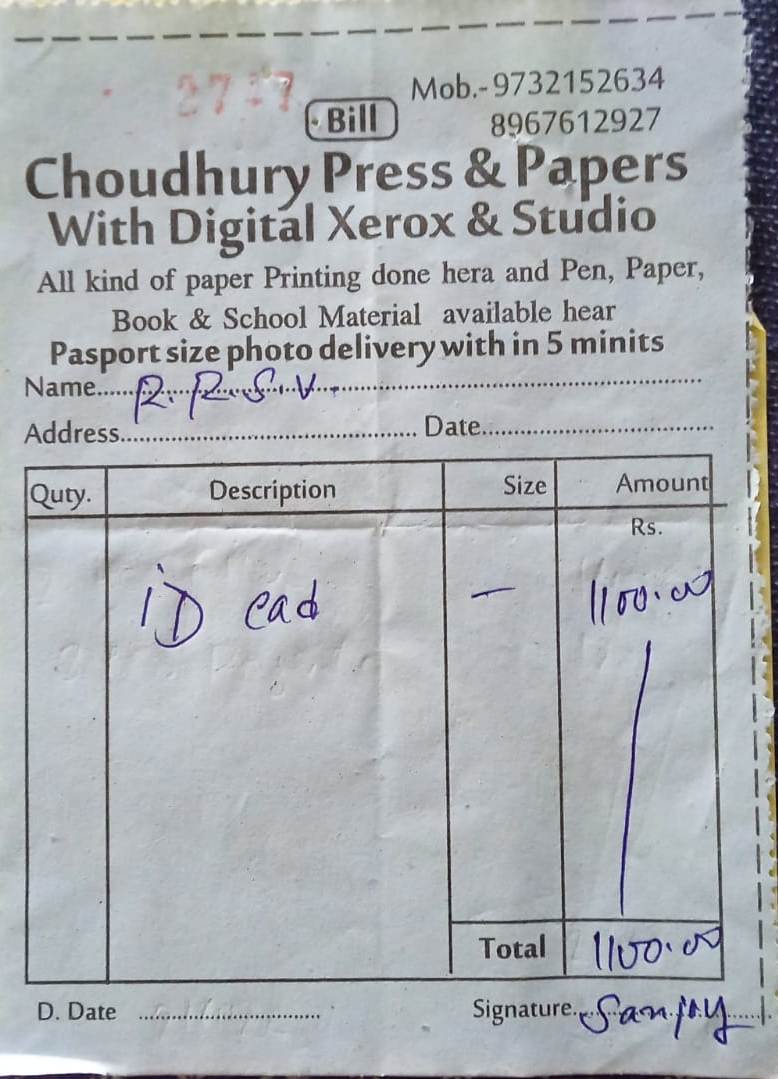 Mob.-9732152634
Bill
8967612927
Choudhury Press & Papers
With Digital Xerox & Studio
All kind of paper Printing done hera and Pen, Paper,
Book & School Material available hear
Pasport size photo delivery with in 5 minits
Name......R.R.S.V.......
Address.......... Date..........
Quty. Description Size Amount
Rs.
iD cad - 1100.00
Total 1100.00
D. Date .......... Signature..Sanjoy